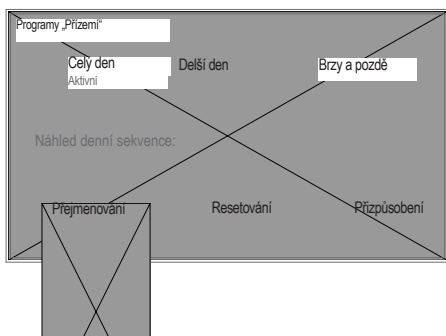 Programy „Přízemí“
Celý den Delší den Brzy a pozdě
Aktivní
Náhled denní sekvence:
Přejmenování Resetování Přizpůsobení